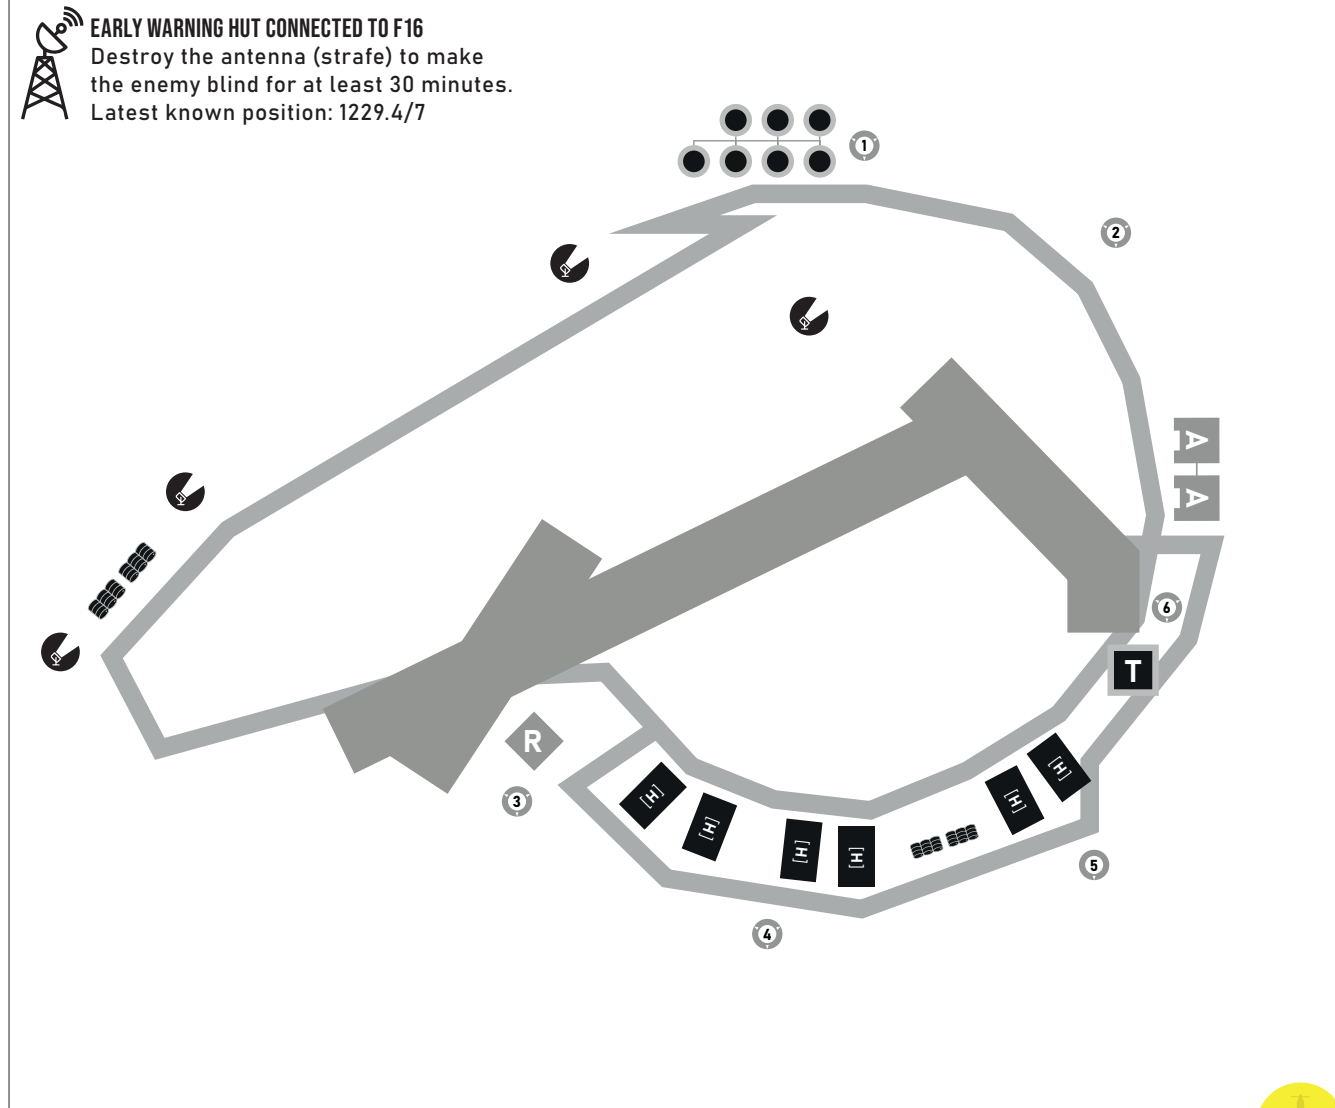 EARLY WARNING HUT CONNECTED TO F16
Destroy the antenna (strafe) to make
the enemy blind for at least 30 minutes.
Latest known position: 1229.4/7
1
2
A
A
6
T
R
3
[H]
[H]
[H]
[H]
[H]
[H]
5
4